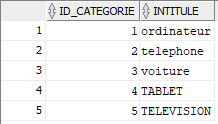 ID_CATEGORIE INTITULE
1 1 ordinateur
2 2 telephone
3 3 voiture
4 4 TABLET
5 5 TELEVISION